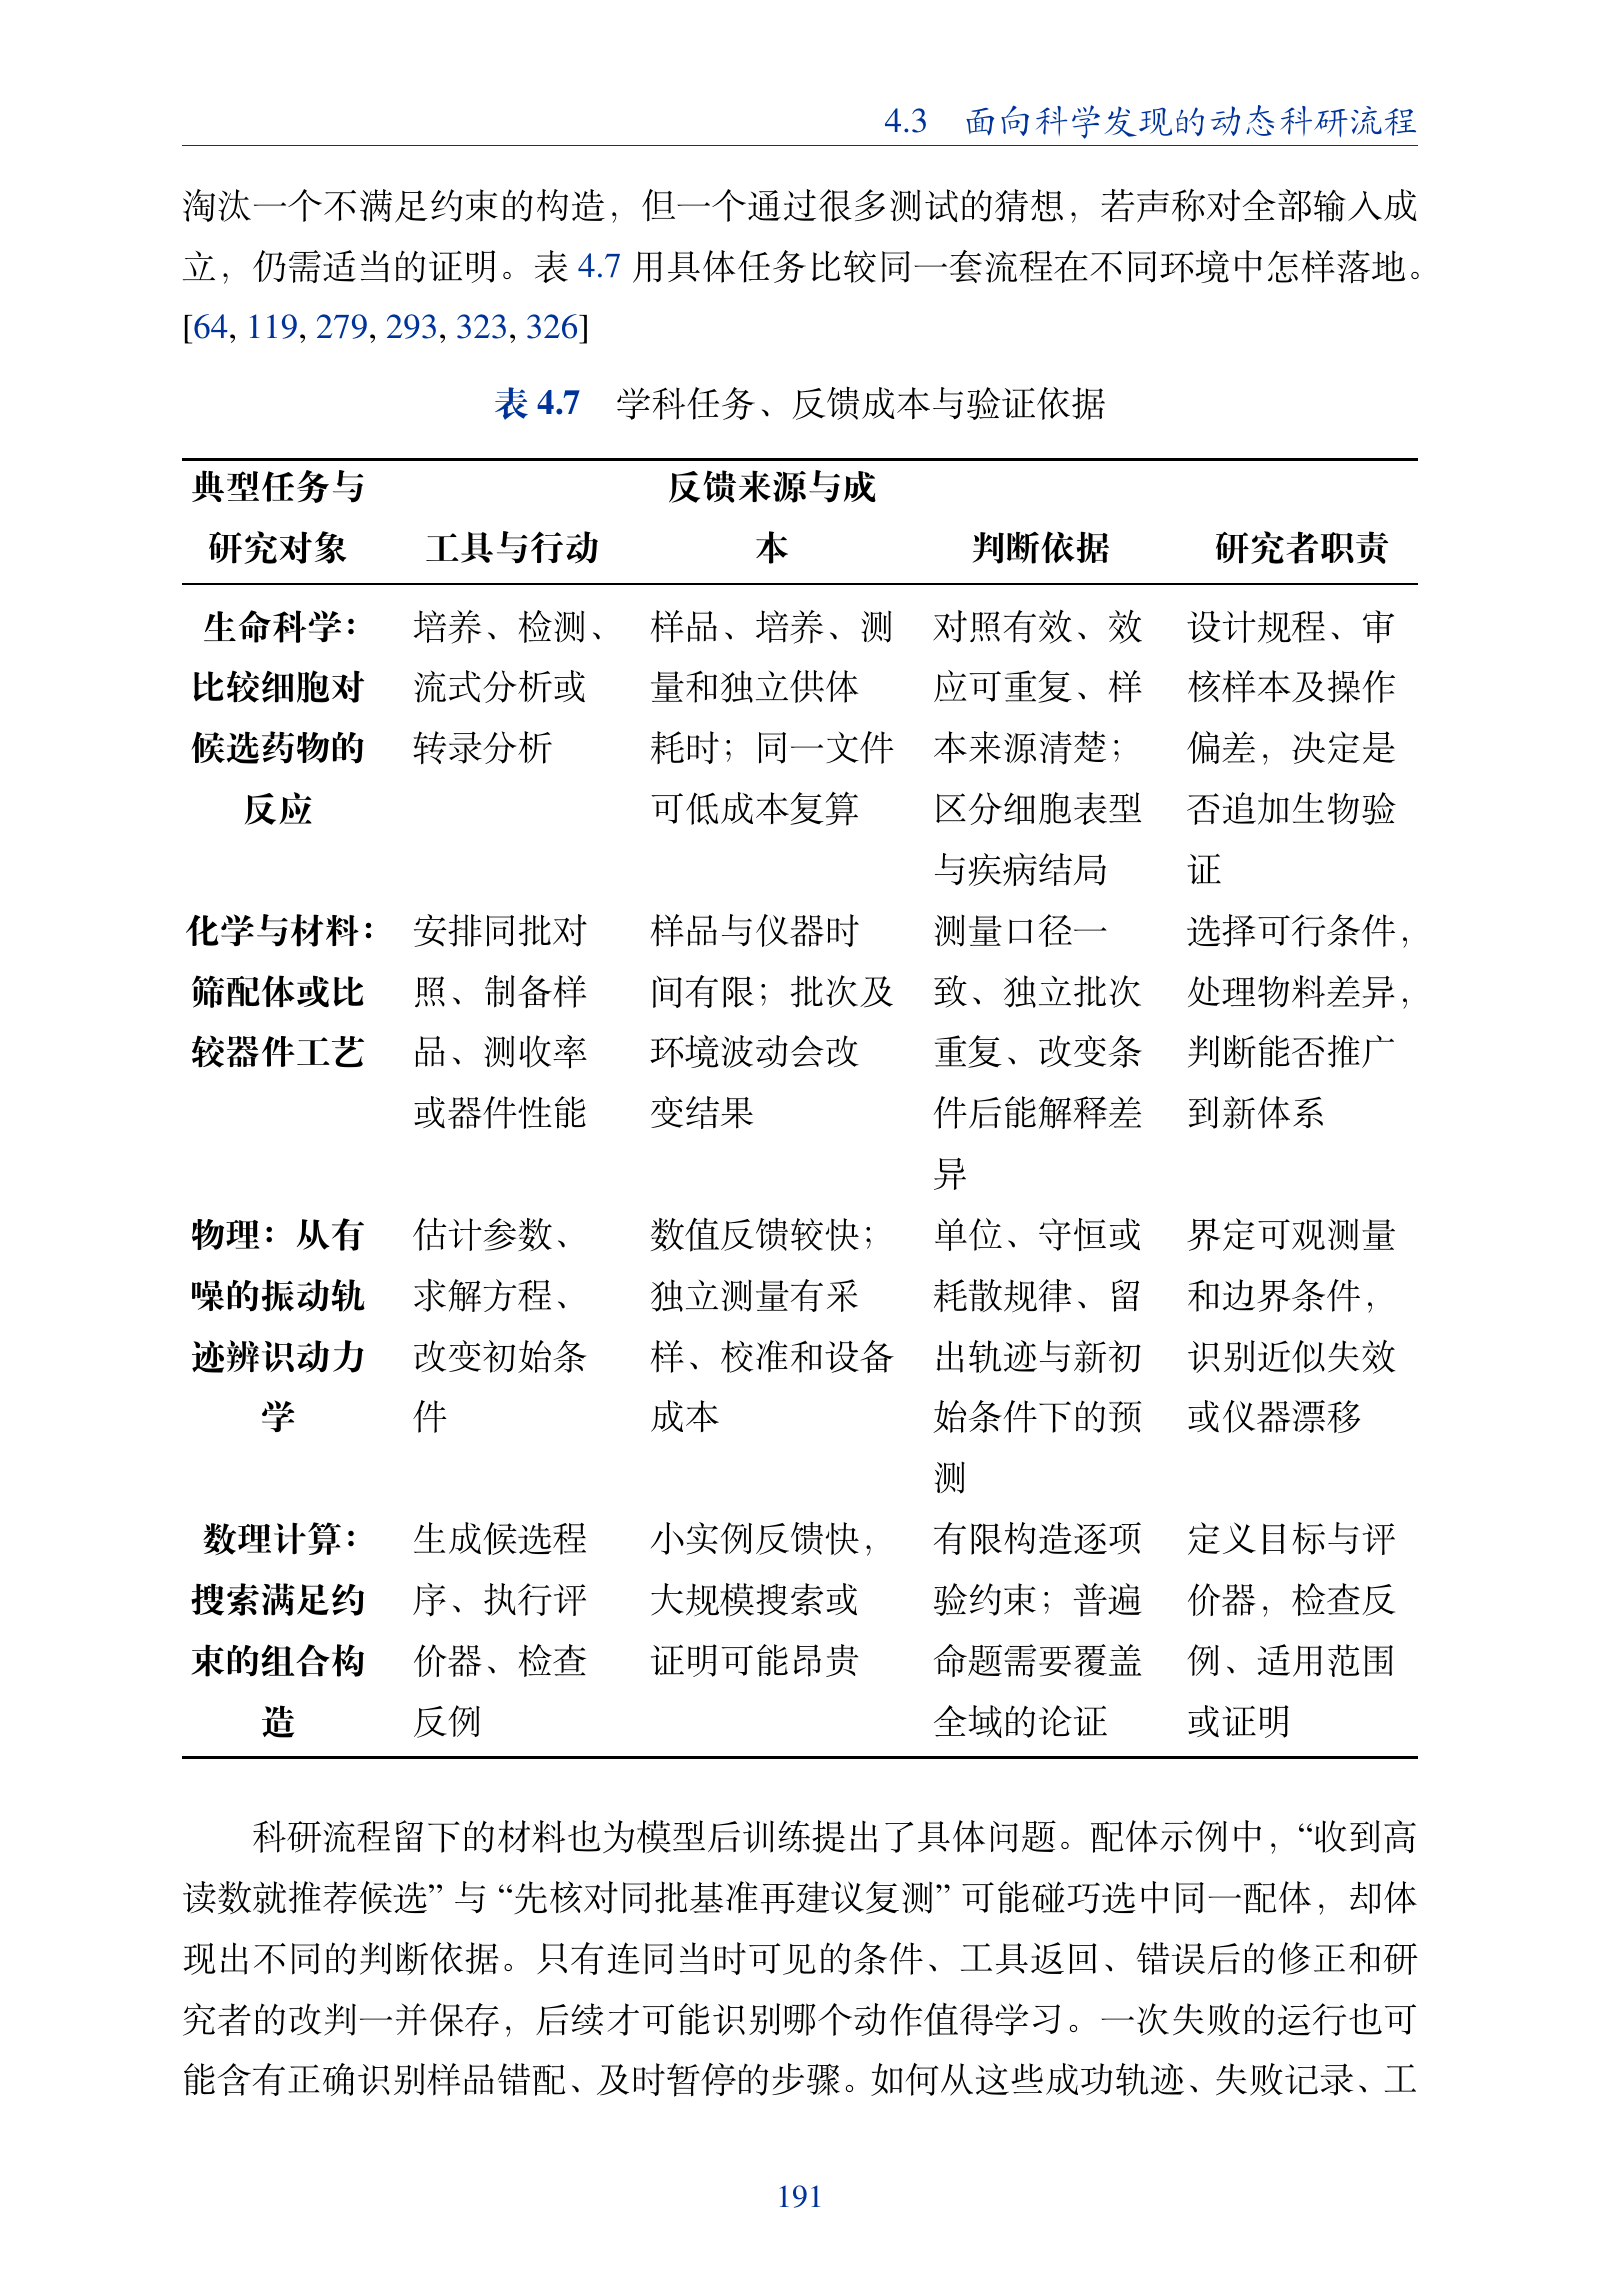 4.3 面向科学发现的动态科研流程
淘汰一个不满足约束的构造，但一个通过很多测试的猜想，若声称对全部输入成
立，仍需适当的证明。表 4.7 用具体任务比较同一套流程在不同环境中怎样落地。
[64, 119, 279, 293, 323, 326]
表 4.7 学科任务、反馈成本与验证依据
典型任务与
研究对象
工具与行动
反馈来源与成
本
判断依据
研究者职责
生命科学：
比较细胞对
候选药物的
反应
培养、检测、
流式分析或
转录分析
样品、培养、测
量和独立供体
耗时；同一文件
可低成本复算
对照有效、效
应可重复、样
本来源清楚；
区分细胞表型
与疾病结局
设计规程、审
核样本及操作
偏差，决定是
否追加生物验
证
化学与材料：
筛配体或比
较器件工艺
安排同批对
照、制备样
品、测收率
或器件性能
样品与仪器时
间有限；批次及
环境波动会改
变结果
测量口径一
致、独立批次
重复、改变条
件后能解释差
异
选择可行条件，
处理物料差异，
判断能否推广
到新体系
物理：从有
噪的振动轨
迹辨识动力
学
估计参数、
求解方程、
改变初始条
件
数值反馈较快；
独立测量有采
样、校准和设备
成本
单位、守恒或
耗散规律、留
出轨迹与新初
始条件下的预
测
界定可观测量
和边界条件，
识别近似失效
或仪器漂移
数理计算：
搜索满足约
束的组合构
造
生成候选程
序、执行评
价器、检查
反例
小实例反馈快，
大规模搜索或
证明可能昂贵
有限构造逐项
验约束；普遍
命题需要覆盖
全域的论证
定义目标与评
价器，检查反
例、适用范围
或证明
科研流程留下的材料也为模型后训练提出了具体问题。配体示例中，“收到高
读数就推荐候选” 与 “先核对同批基准再建议复测” 可能碰巧选中同一配体，却体
现出不同的判断依据。只有连同当时可见的条件、工具返回、错误后的修正和研
究者的改判一并保存，后续才可能识别哪个动作值得学习。一次失败的运行也可
能含有正确识别样品错配、及时暂停的步骤。如何从这些成功轨迹、失败记录、工
191